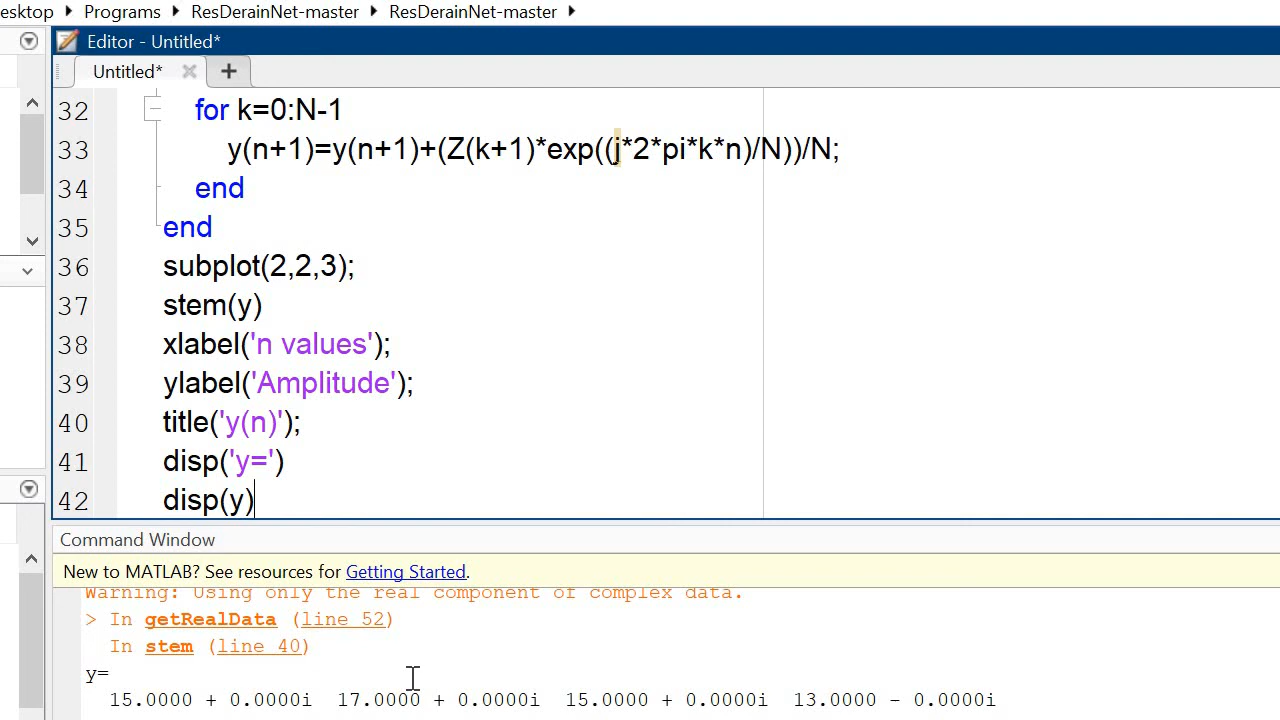 esktop ▸ Programs ▸ ResDerainNet-master ▸ ResDerainNet-master ▸
Editor - Untitled*
Untitled* × +
32 for k=0:N-1
33 y(n+1)=y(n+1)+(Z(k+1)*exp((j*2*pi*k*n)/N))/N;
34 end
35 end
36 subplot(2,2,3);
37 stem(y)
38 xlabel('n values');
39 ylabel('Amplitude');
40 title('y(n)');
41 disp('y=')
42 disp(y)
Command Window
New to MATLAB? See resources for Getting Started.
Warning: Using only the real component of complex data.
> In getRealData (line 52)
In stem (line 40)
y=
15.0000 + 0.0000i 17.0000 + 0.0000i 15.0000 + 0.0000i 13.0000 - 0.0000i